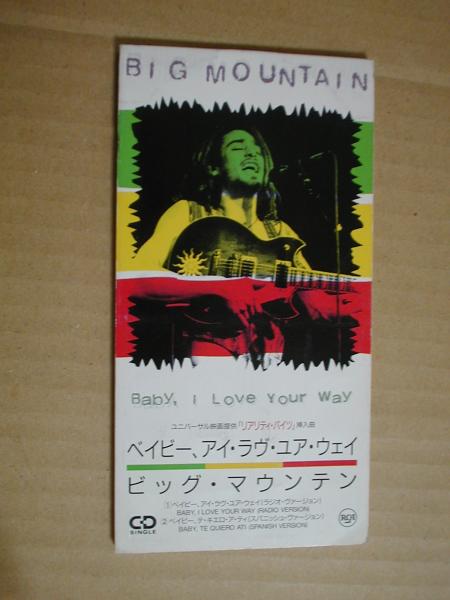 BIG MOUNTAIN
Baby, I Love Your Way
ユニバーサル映画提供「リアリティ・バイツ」挿入曲
ベイビー、アイ・ラヴ・ユア・ウェイ
ビッグ・マウンテン
①ベイビー、アイ・ラヴ・ユア・ウェイ(ラジオ・ヴァージョン)
BABY, I LOVE YOUR WAY (RADIO VERSION)
2 ベイビー、テ・キエロ・ア・ティ(スパニッシュ・ヴァージョン)
BABY, TE QUIERO A TI (SPANISH VERSION)
CD
SINGLE
RCA